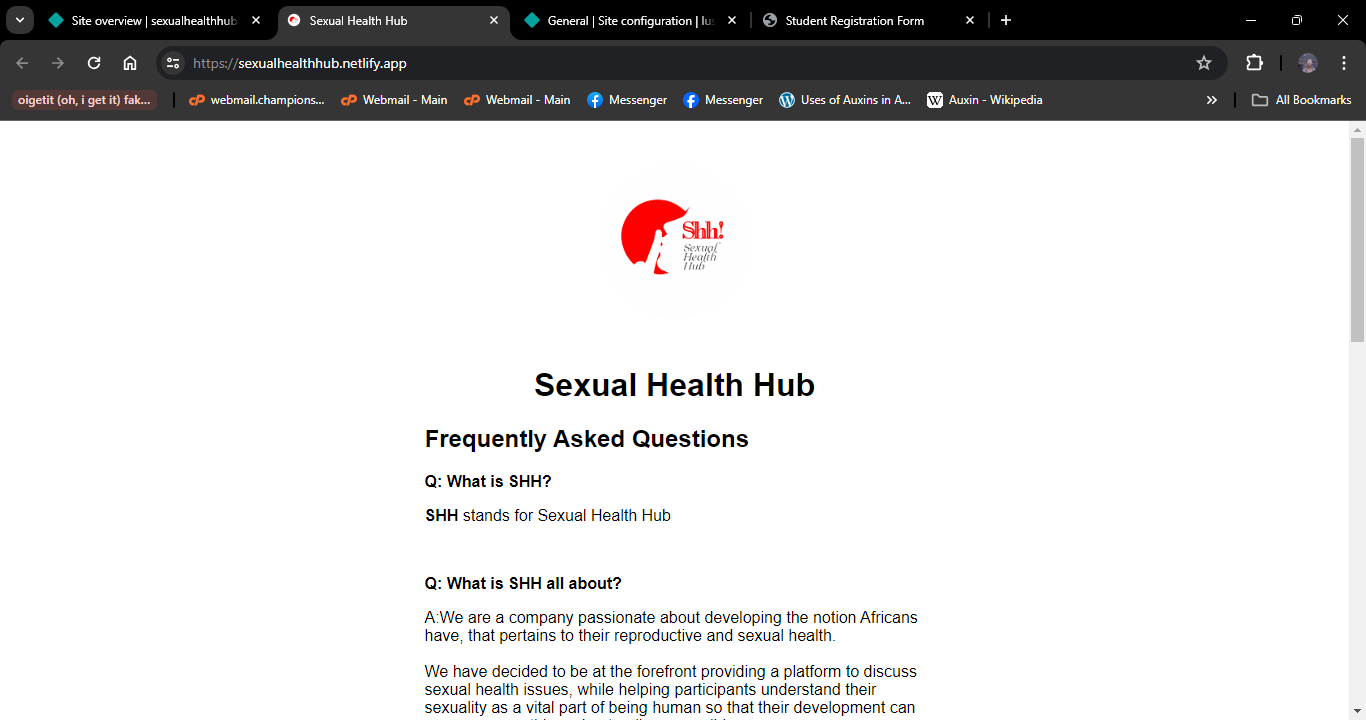 Site overview | sexualhealthhub
Sexual Health Hub
General | Site configuration | lus
Student Registration Form
https://sexualhealthhub.netlify.app
oigetit (oh, i get it) fak...
webmail.champions...
Webmail - Main
Webmail - Main
Messenger
Messenger
Uses of Auxins in A...
Auxin - Wikipedia
All Bookmarks
Shh!
Sexual
Health
Hub
Sexual Health Hub
Frequently Asked Questions
Q: What is SHH?
SHH stands for Sexual Health Hub
Q: What is SHH all about?
A:We are a company passionate about developing the notion Africans
have, that pertains to their reproductive and sexual health.
We have decided to be at the forefront providing a platform to discuss
sexual health issues, while helping participants understand their
sexuality as a vital part of being human so that their development can